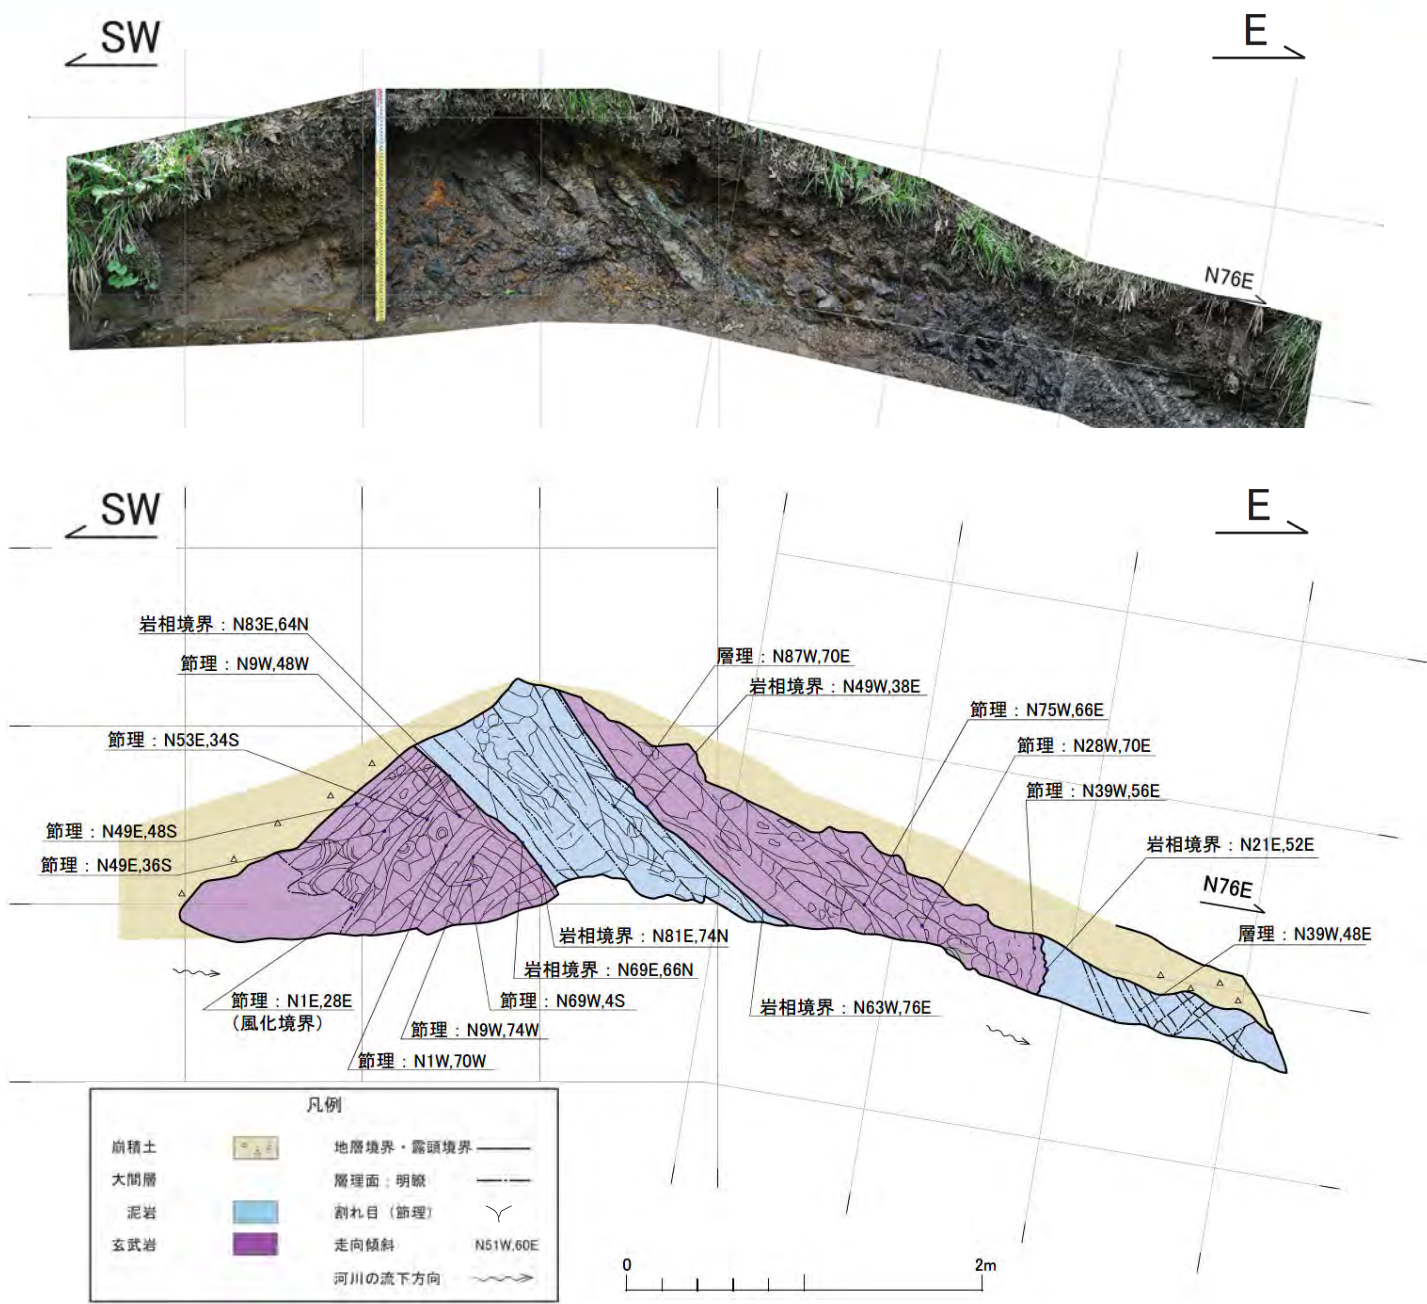 SW
E
N76E
SW
E
岩相境界：N83E,64N
節理：N9W,48W
層理：N87W,70E
岩相境界：N49W,38E
節理：N75W,66E
節理：N53E,34S
節理：N28W,70E
節理：N39W,56E
節理：N49E,48S
岩相境界：N21E,52E
節理：N49E,36S
N76E
層理：N39W,48E
岩相境界：N81E,74N
岩相境界：N69E,66N
節理：N1E,28E
(風化境界)
節理：N69W,4S
岩相境界：N63W,76E
節理：N9W,74W
節理：N1W,70W
凡例
崩積土
地層境界・露頭境界
大間層
層理面：明瞭
泥岩
割れ目（節理）
玄武岩
走向傾斜
N51W,60E
河川の流下方向
0
2m